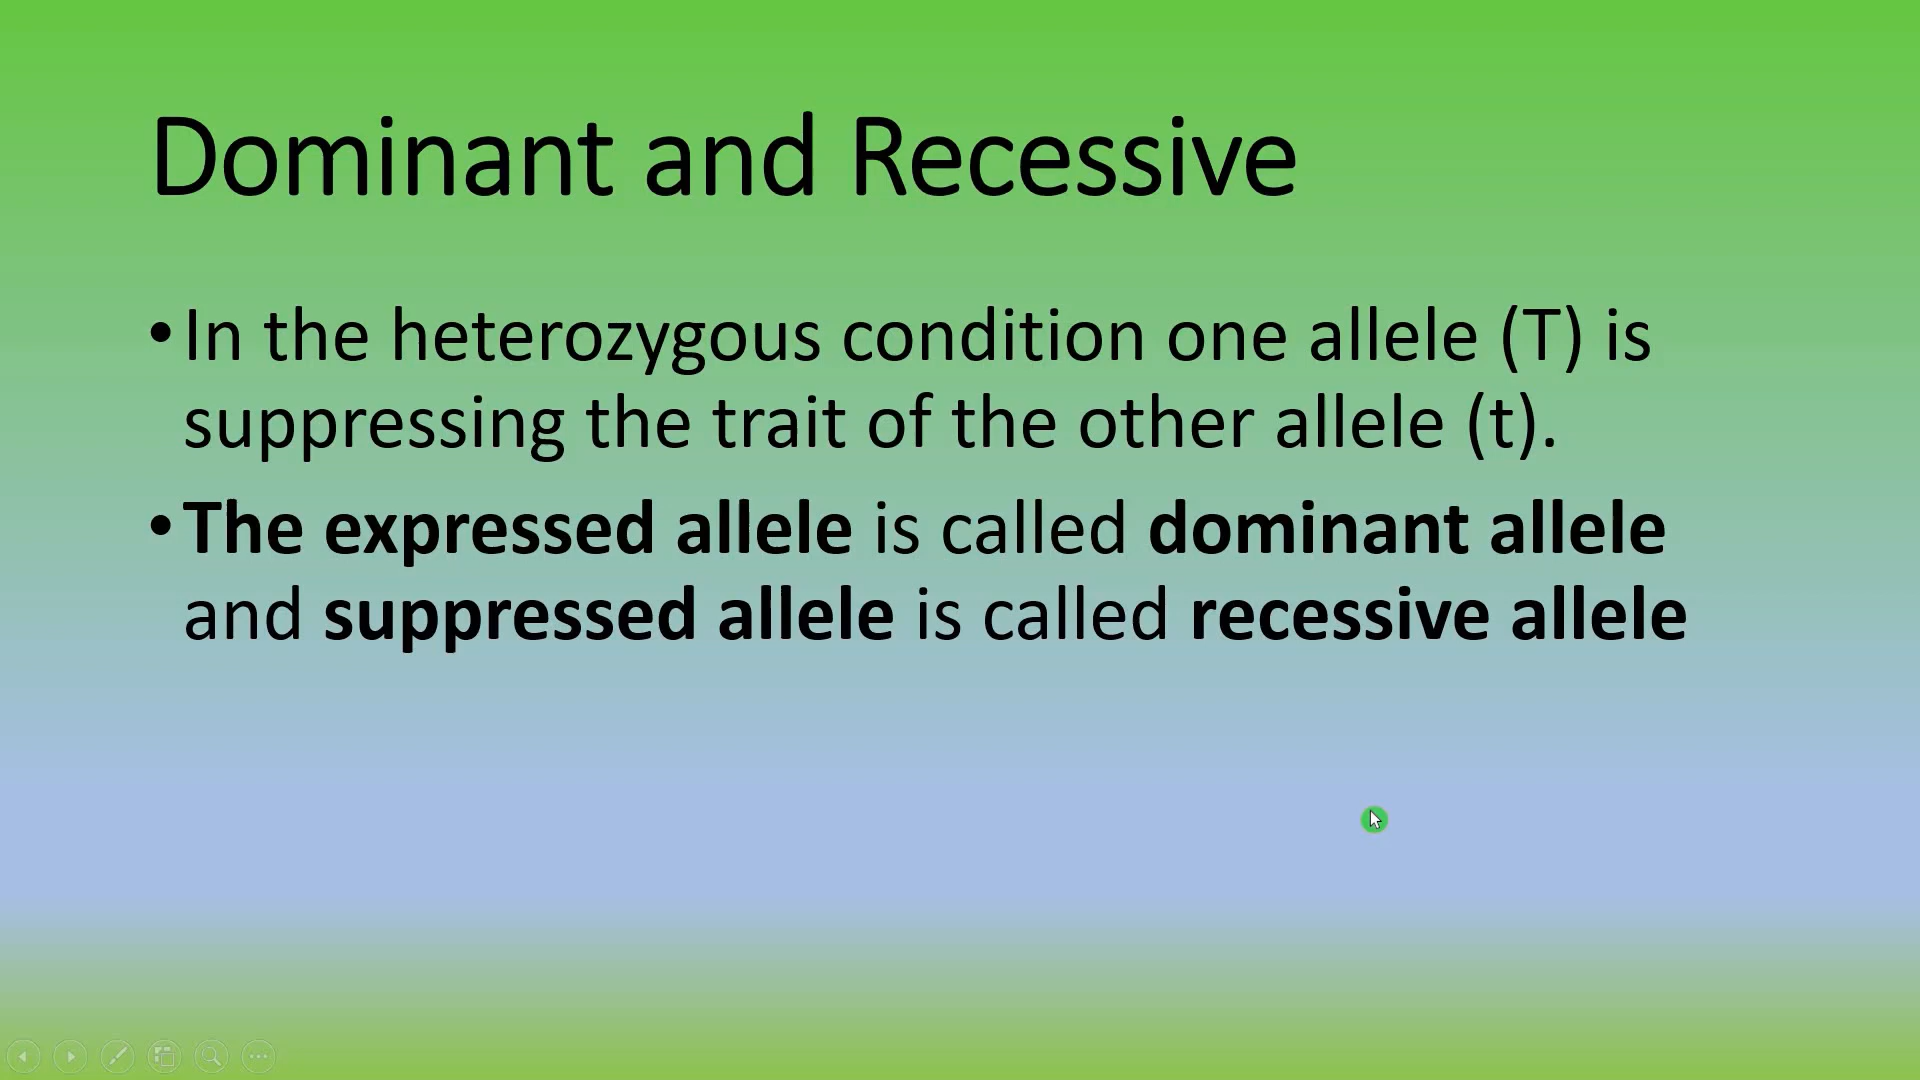 Dominant and Recessive
• In the heterozygous condition one allele (T) is
suppressing the trait of the other allele (t).
• The expressed allele is called dominant allele
and suppressed allele is called recessive allele